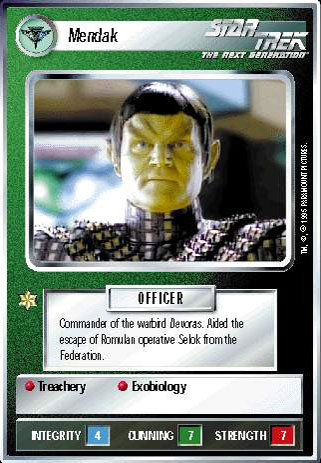 Mendak
STAR TREK
THE NEXT GENERATION
TM, ®, © 1995 PARAMOUNT PICTURES.
OFFICER
Commander of the warbird Devoras. Aided the
escape of Romulan operative Selok from the
Federation.
Treachery Exobiology
INTEGRITY 4 CUNNING 7 STRENGTH 7